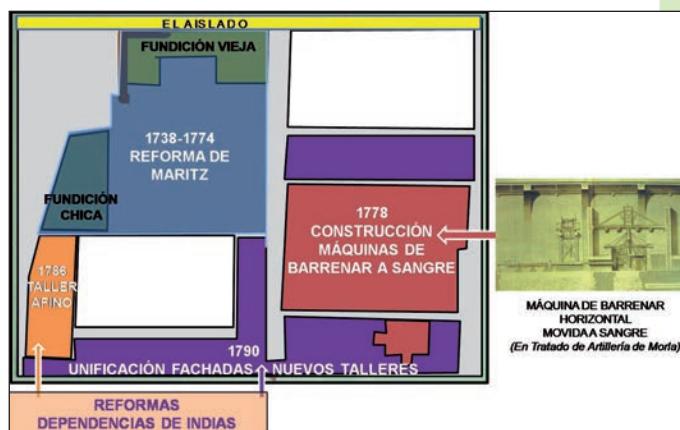 EL AISLADO
FUNDICIÓN VIEJA
1738-1774
REFORMA DE
MARITZ
FUNDICIÓN
CHICA
1778
CONSTRUCCIÓN
MÁQUINAS DE
BARRENAR A SANGRE
1786
TALLER
AFINO
1790
UNIFICACIÓN FACHADAS NUEVOS TALLERES
REFORMAS
DEPENDENCIAS DE INDIAS
MÁQUINA DE BARRENAR
HORIZONTAL
MOVIDA A SANGRE
(En Tratado de Artillería de Morla)